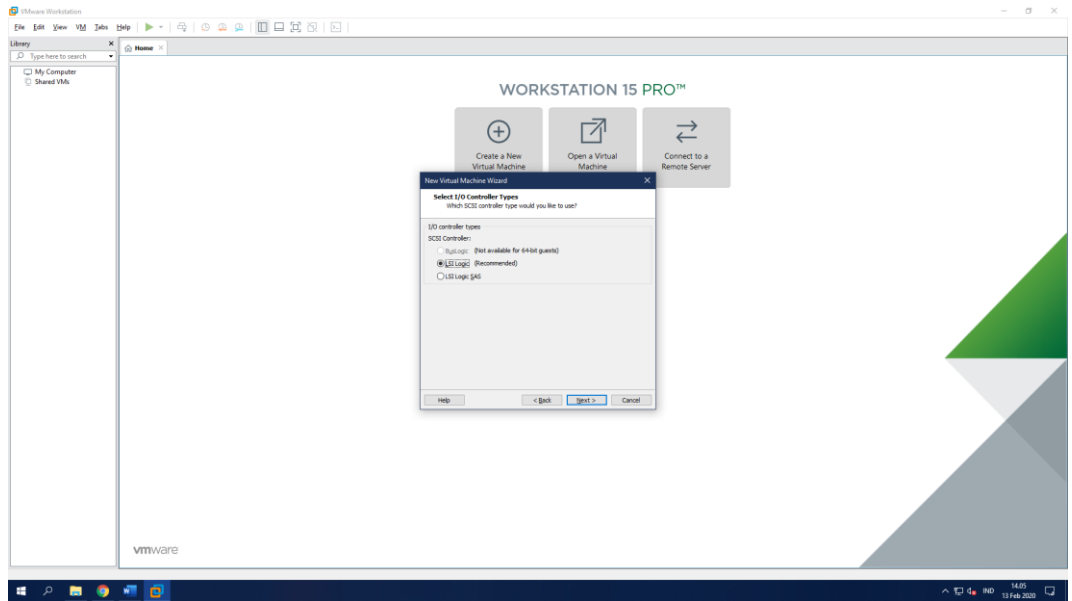 VMware Workstation
File Edit View VM Tabs Help
Library
Home
Type here to search
My Computer
Shared VMs
WORKSTATION 15 PRO™
Create a New
Virtual Machine
Open a Virtual
Machine
Connect to a
Remote Server
New Virtual Machine Wizard
Select I/O Controller Types
Which SCSI controller type would you like to use?
I/O controller types
SCSI Controller:
BusLogic (Not available for 64-bit guests)
LSI Logic (Recommended)
LSI Logic SAS
Help < Back Next > Cancel
vmware
IND
14.05
13 Feb 2020